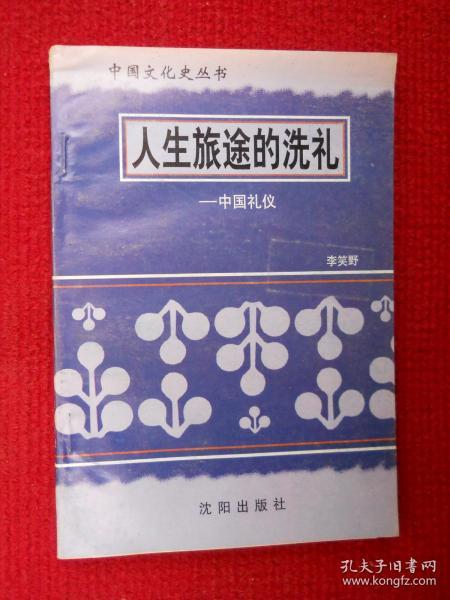 中国文化史丛书
人生旅途的洗礼
—中国礼仪
李笑野
沈阳出版社
孔夫子旧书网
www.kongfz.com